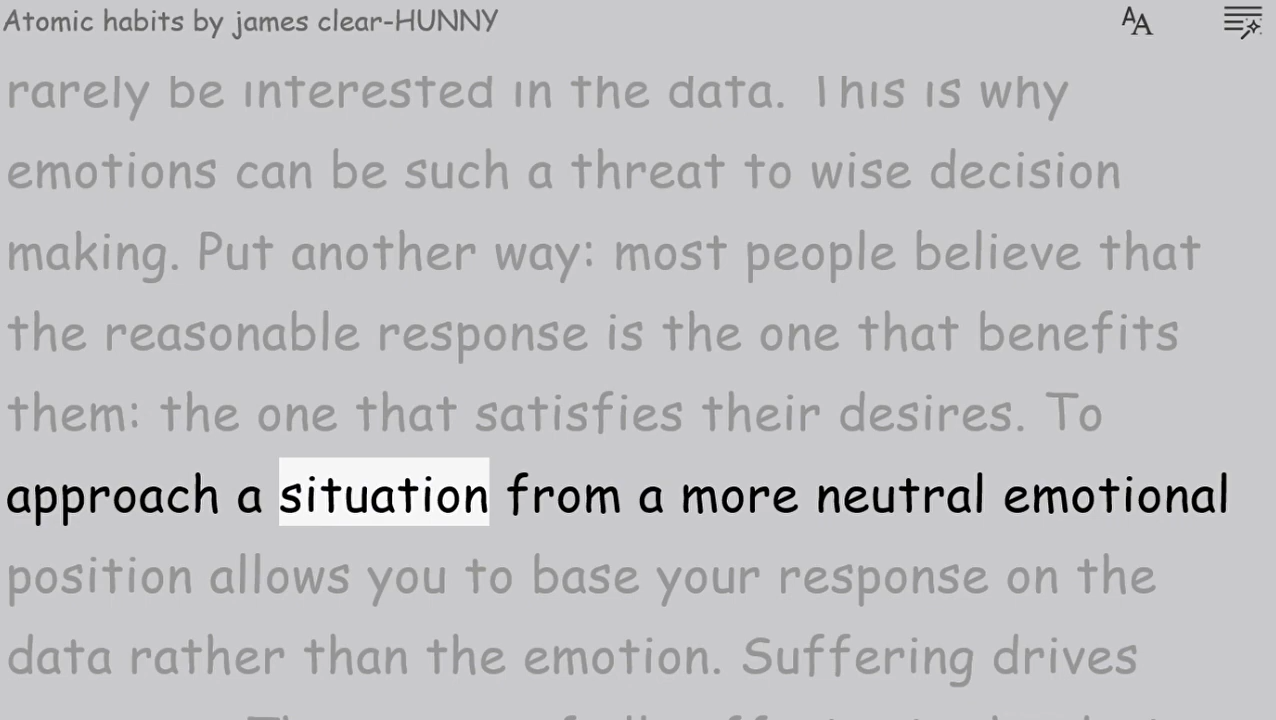 Atomic habits by james clear-HUNNY
AA
rarely be interested in the data. This is why
emotions can be such a threat to wise decision
making. Put another way: most people believe that
the reasonable response is the one that benefits
them: the one that satisfies their desires. To
approach a situation from a more neutral emotional
position allows you to base your response on the
data rather than the emotion. Suffering drives